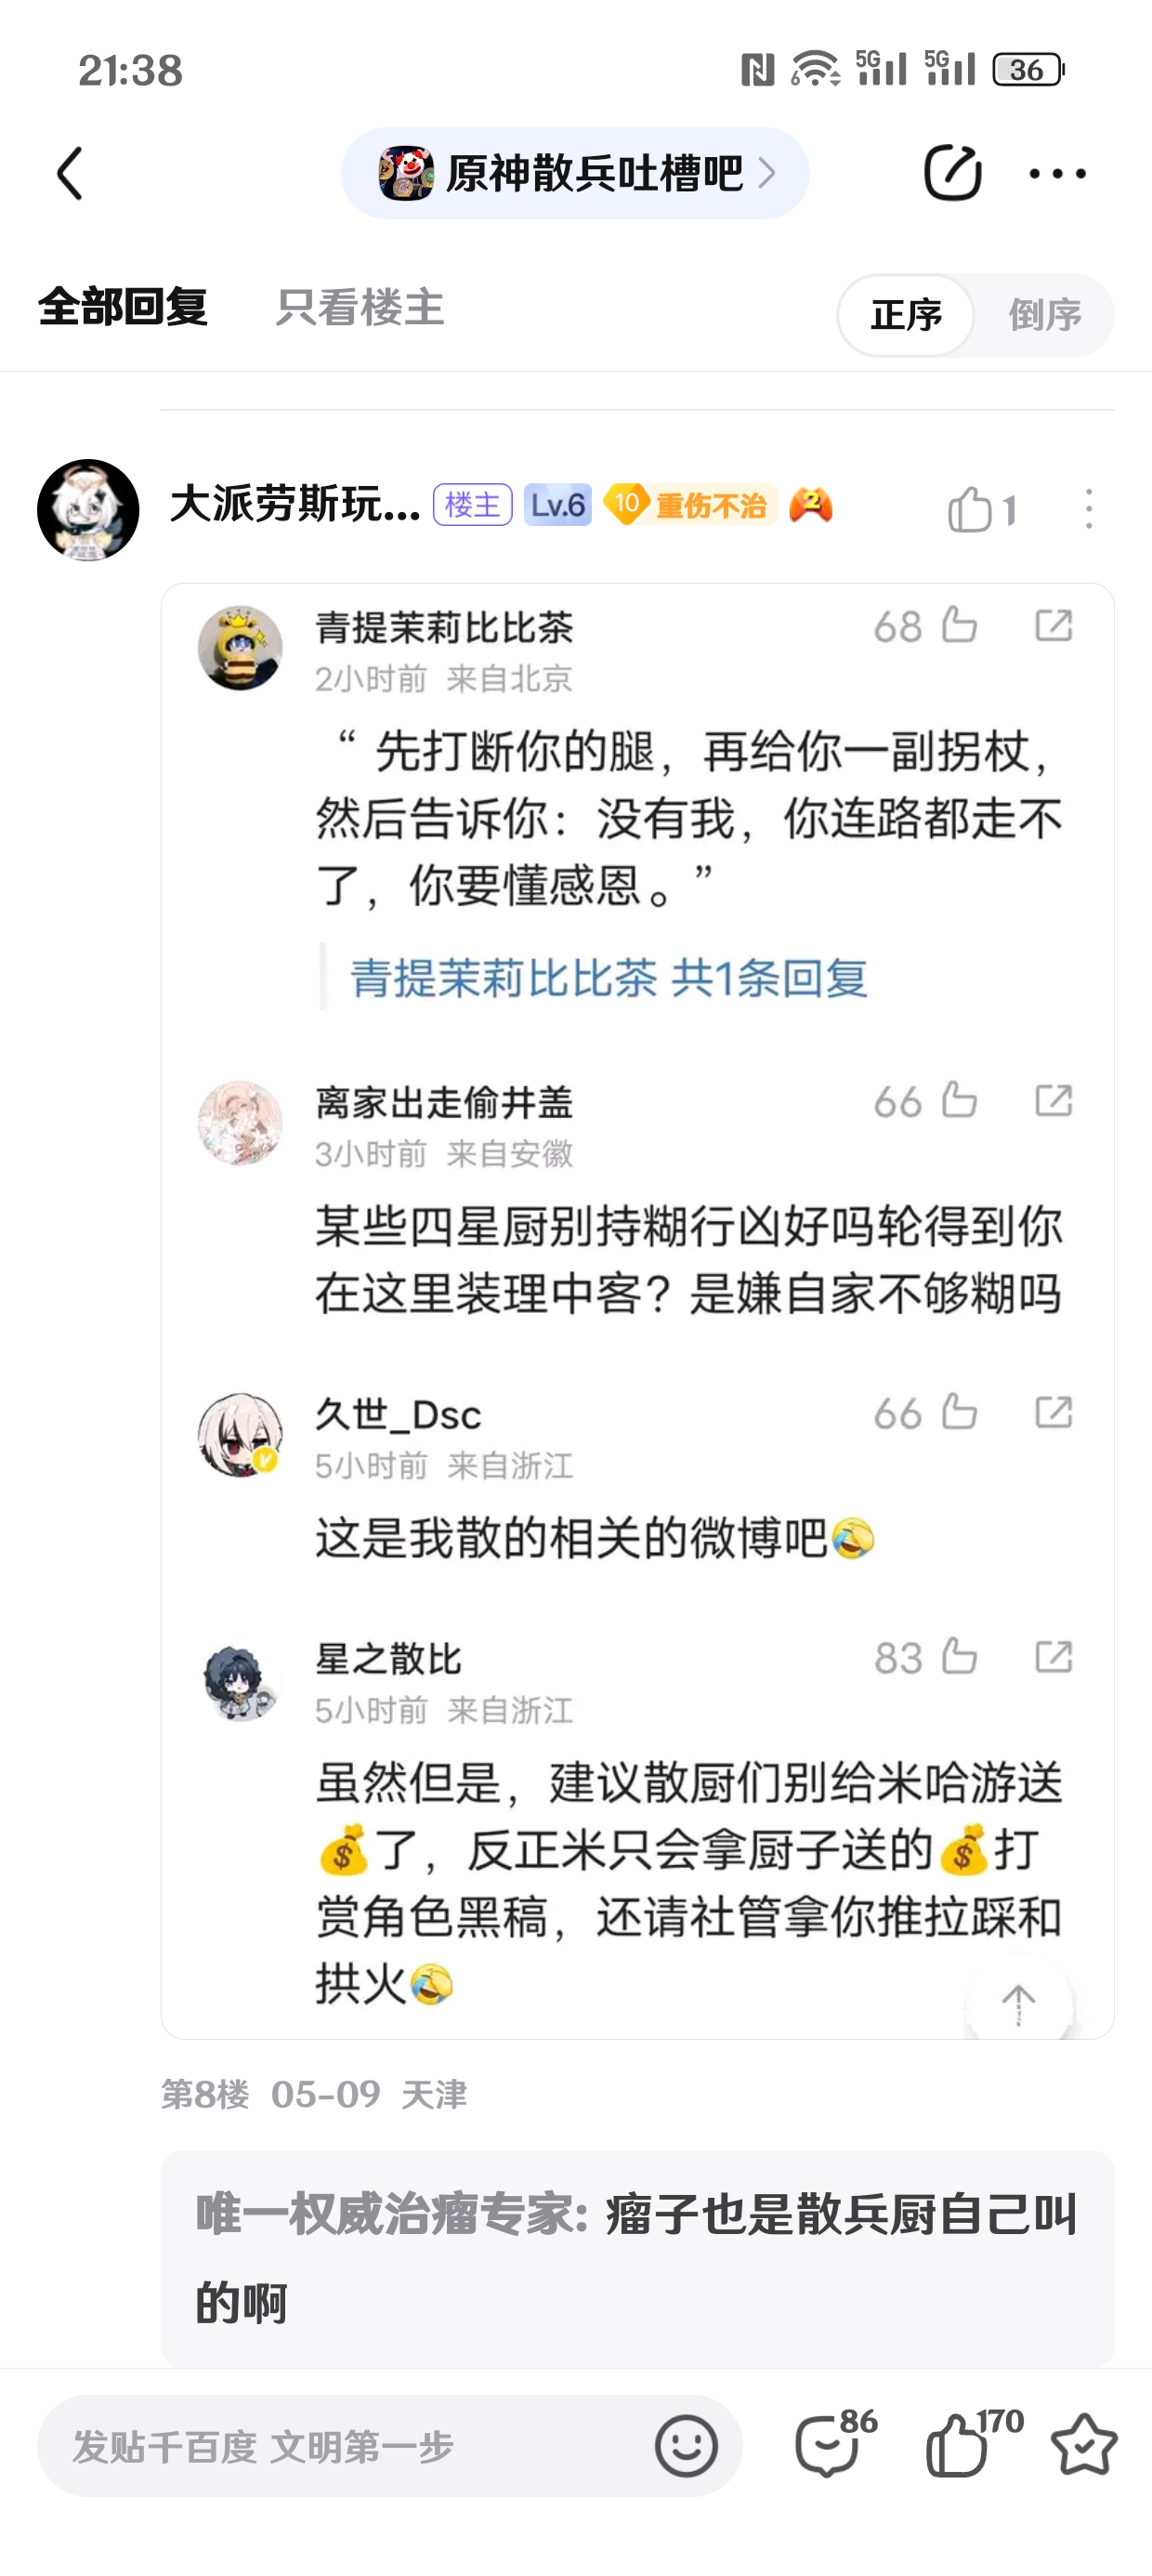 21:38
5G 5G 36
原神散兵吐槽吧
全部回复 只看楼主 正序 倒序
大派劳斯玩... 楼主 Lv.6 10 重伤不治 2 1
青提茉莉比比茶 68
2小时前 来自北京
“ 先打断你的腿，再给你一副拐杖，
然后告诉你：没有我，你连路都走不
了，你要懂感恩。”
青提茉莉比比茶 共1条回复
离家出走偷井盖 66
3小时前 来自安徽
某些四星厨别持糊行凶好吗轮得到你
在这里装理中客？是嫌自家不够糊吗
久世_Dsc 66
5小时前 来自浙江
这是我散的相关的微博吧🤣
星之散比 83
5小时前 来自浙江
虽然但是，建议散厨们别给米哈游送
💰了，反正米只会拿厨子送的💰打
赏角色黑稿，还请社管拿你推拉踩和
拱火🤣
第8楼 05-09 天津
唯一权威治瘤专家: 瘤子也是散兵厨自己叫
的啊
发贴千百度 文明第一步 86 170